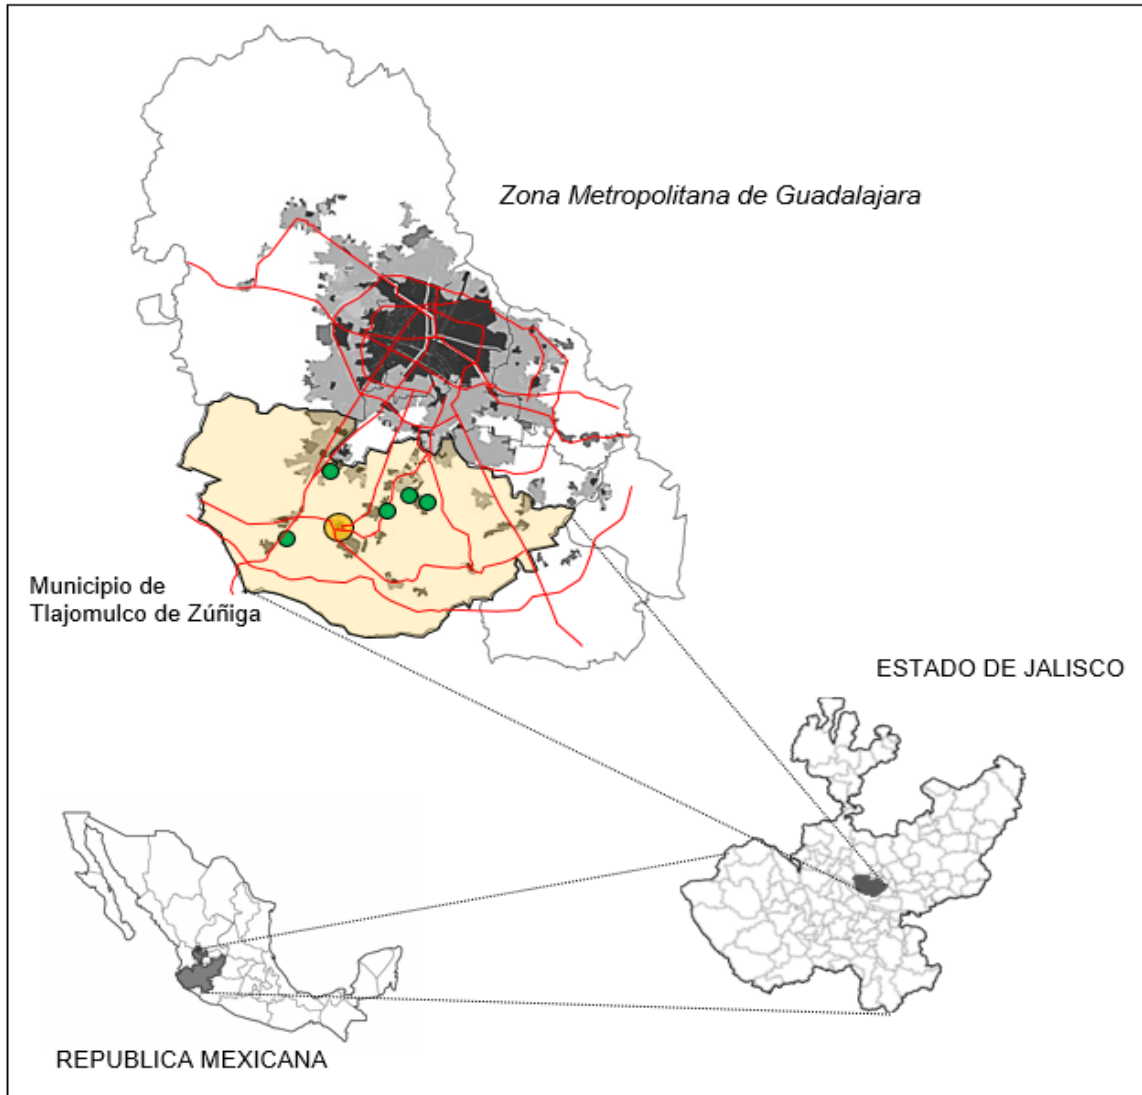 Zona Metropolitana de Guadalajara
Municipio de
Tlajomulco de Zúñiga
ESTADO DE JALISCO
REPUBLICA MEXICANA